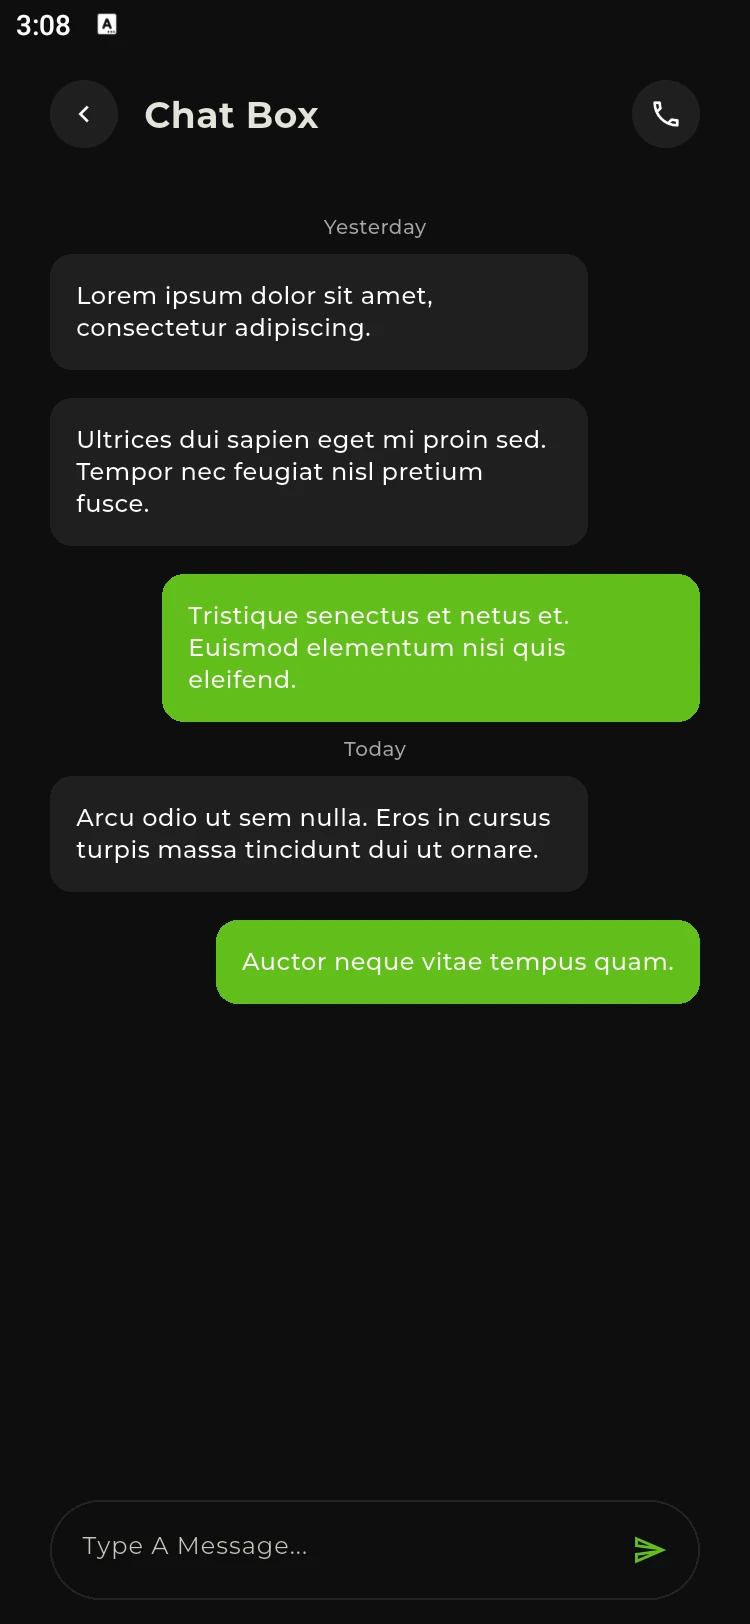 3:08
A
Chat Box
Yesterday
Lorem ipsum dolor sit amet,
consectetur adipiscing.
Ultrices dui sapien eget mi proin sed.
Tempor nec feugiat nisl pretium
fusce.
Tristique senectus et netus et.
Euismod elementum nisi quis
eleifend.
Today
Arcu odio ut sem nulla. Eros in cursus
turpis massa tincidunt dui ut ornare.
Auctor neque vitae tempus quam.
Type A Message...